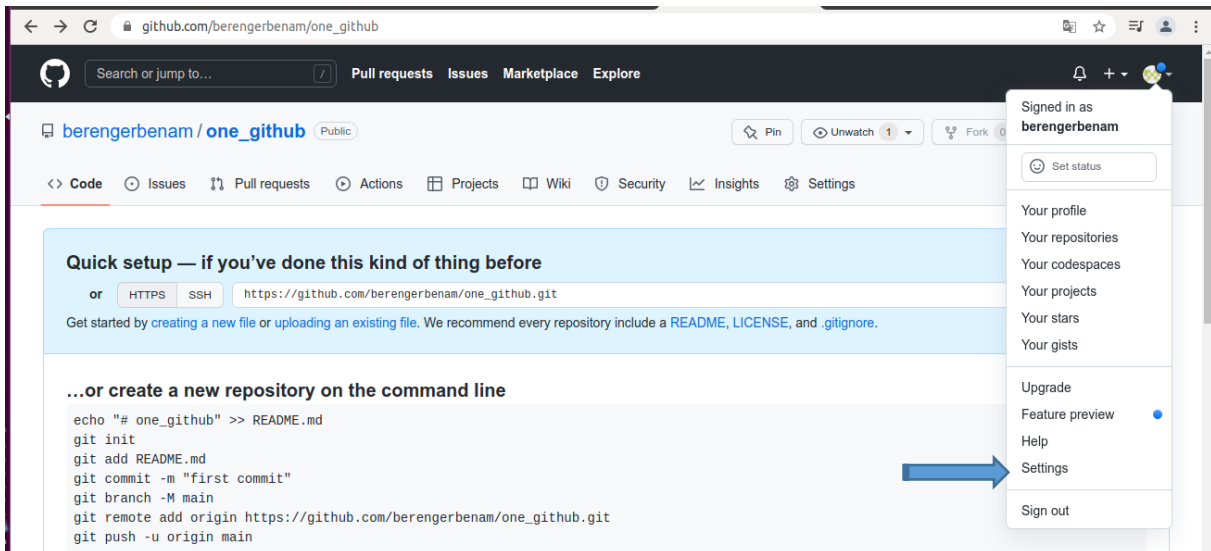 github.com/berengerbenam/one_github
Search or jump to... /
Pull requests Issues Marketplace Explore
berengerbenam / one_github Public
Pin
Unwatch 1
Fork 0
Code Issues Pull requests Actions Projects Wiki Security Insights Settings
Quick setup — if you’ve done this kind of thing before
or HTTPS SSH https://github.com/berengerbenam/one_github.git
Get started by creating a new file or uploading an existing file. We recommend every repository include a README, LICENSE, and .gitignore.
…or create a new repository on the command line
echo "# one_github" >> README.md
git init
git add README.md
git commit -m "first commit"
git branch -M main
git remote add origin https://github.com/berengerbenam/one_github.git
git push -u origin main
Signed in as
berengerbenam
Set status
Your profile
Your repositories
Your codespaces
Your projects
Your stars
Your gists
Upgrade
Feature preview
Help
Settings
Sign out